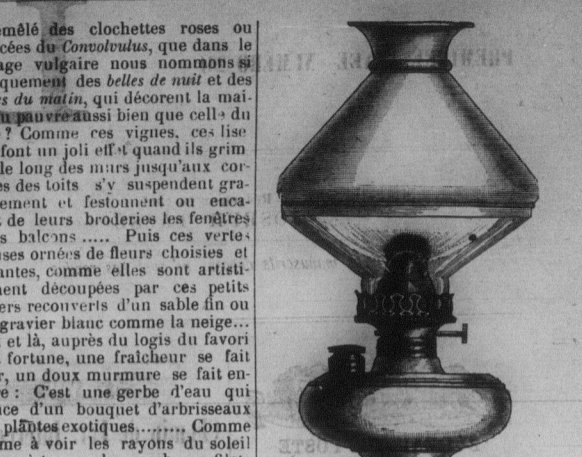 emêlé des clochettes roses ou
cées du Convolvulus, que dans le
age vulgaire nous nommons si
quement des belles de nuit et des
s du matin, qui décorent la mai-
u pauvre aussi bien que celle du
? Comme ces vignes, ces lise
font un joli effet quand ils grim
le long des murs jusqu'aux cor-
es des toits s'y suspendent gra-
ement et festonnent ou enca-
t de leurs broderies les fenêtres
s balcons ..... Puis ces vertes
uses ornées de fleurs choisies et
antes, comme elles sont artisti-
ment découpées par ces petits
ers recouverts d'un sable fin ou
gravier blanc comme la neige...
et là, auprès du logis du favori
fortune, une fraîcheur se fait
r, un doux murmure se fait en-
re : C'est une gerbe d'eau qui
nce d'un bouquet d'arbrisseaux
plantes exotiques......... Comme
me à voir les rayons du soleil